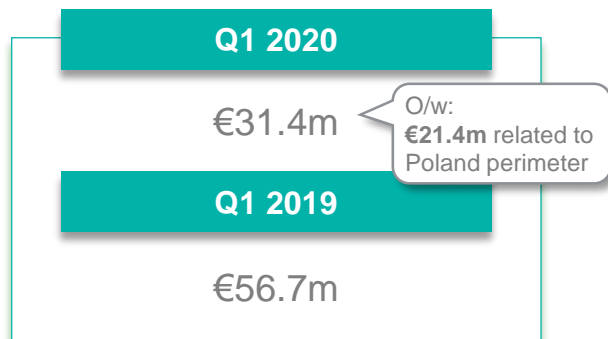 Q1 2020
€31.4m
O/w:
€21.4m related to
Poland perimeter
Q1 2019
€56.7m